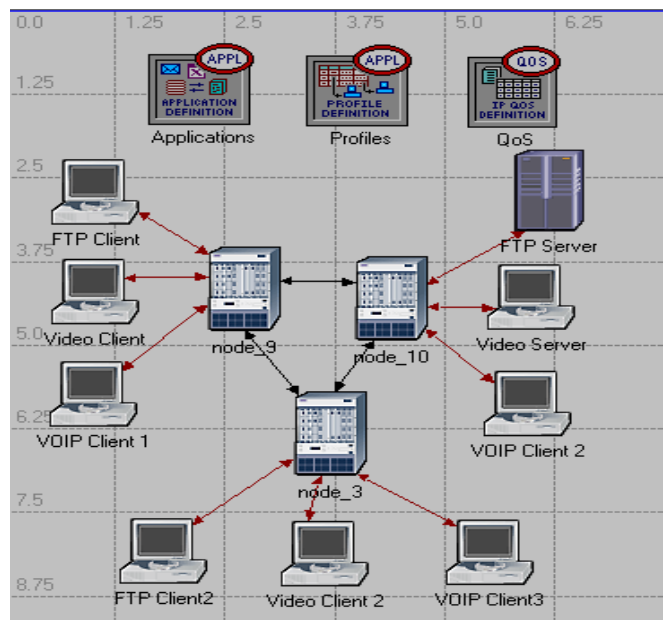 0.0 1.25 2.5 3.75 5.0 6.25
1.25
APPL APPL QOS
APPLICATION DEFINITION
PROFILE DEFINITION
IP QOS DEFINITION
Applications Profiles QoS
2.5
FTP Client
FTP Server
3.75
Video Client
node_9
node_10
Video Server
5.0
VOIP Client 1
6.25
VOIP Client 2
node_3
7.5
FTP Client2 Video Client 2 VOIP Client3
8.75